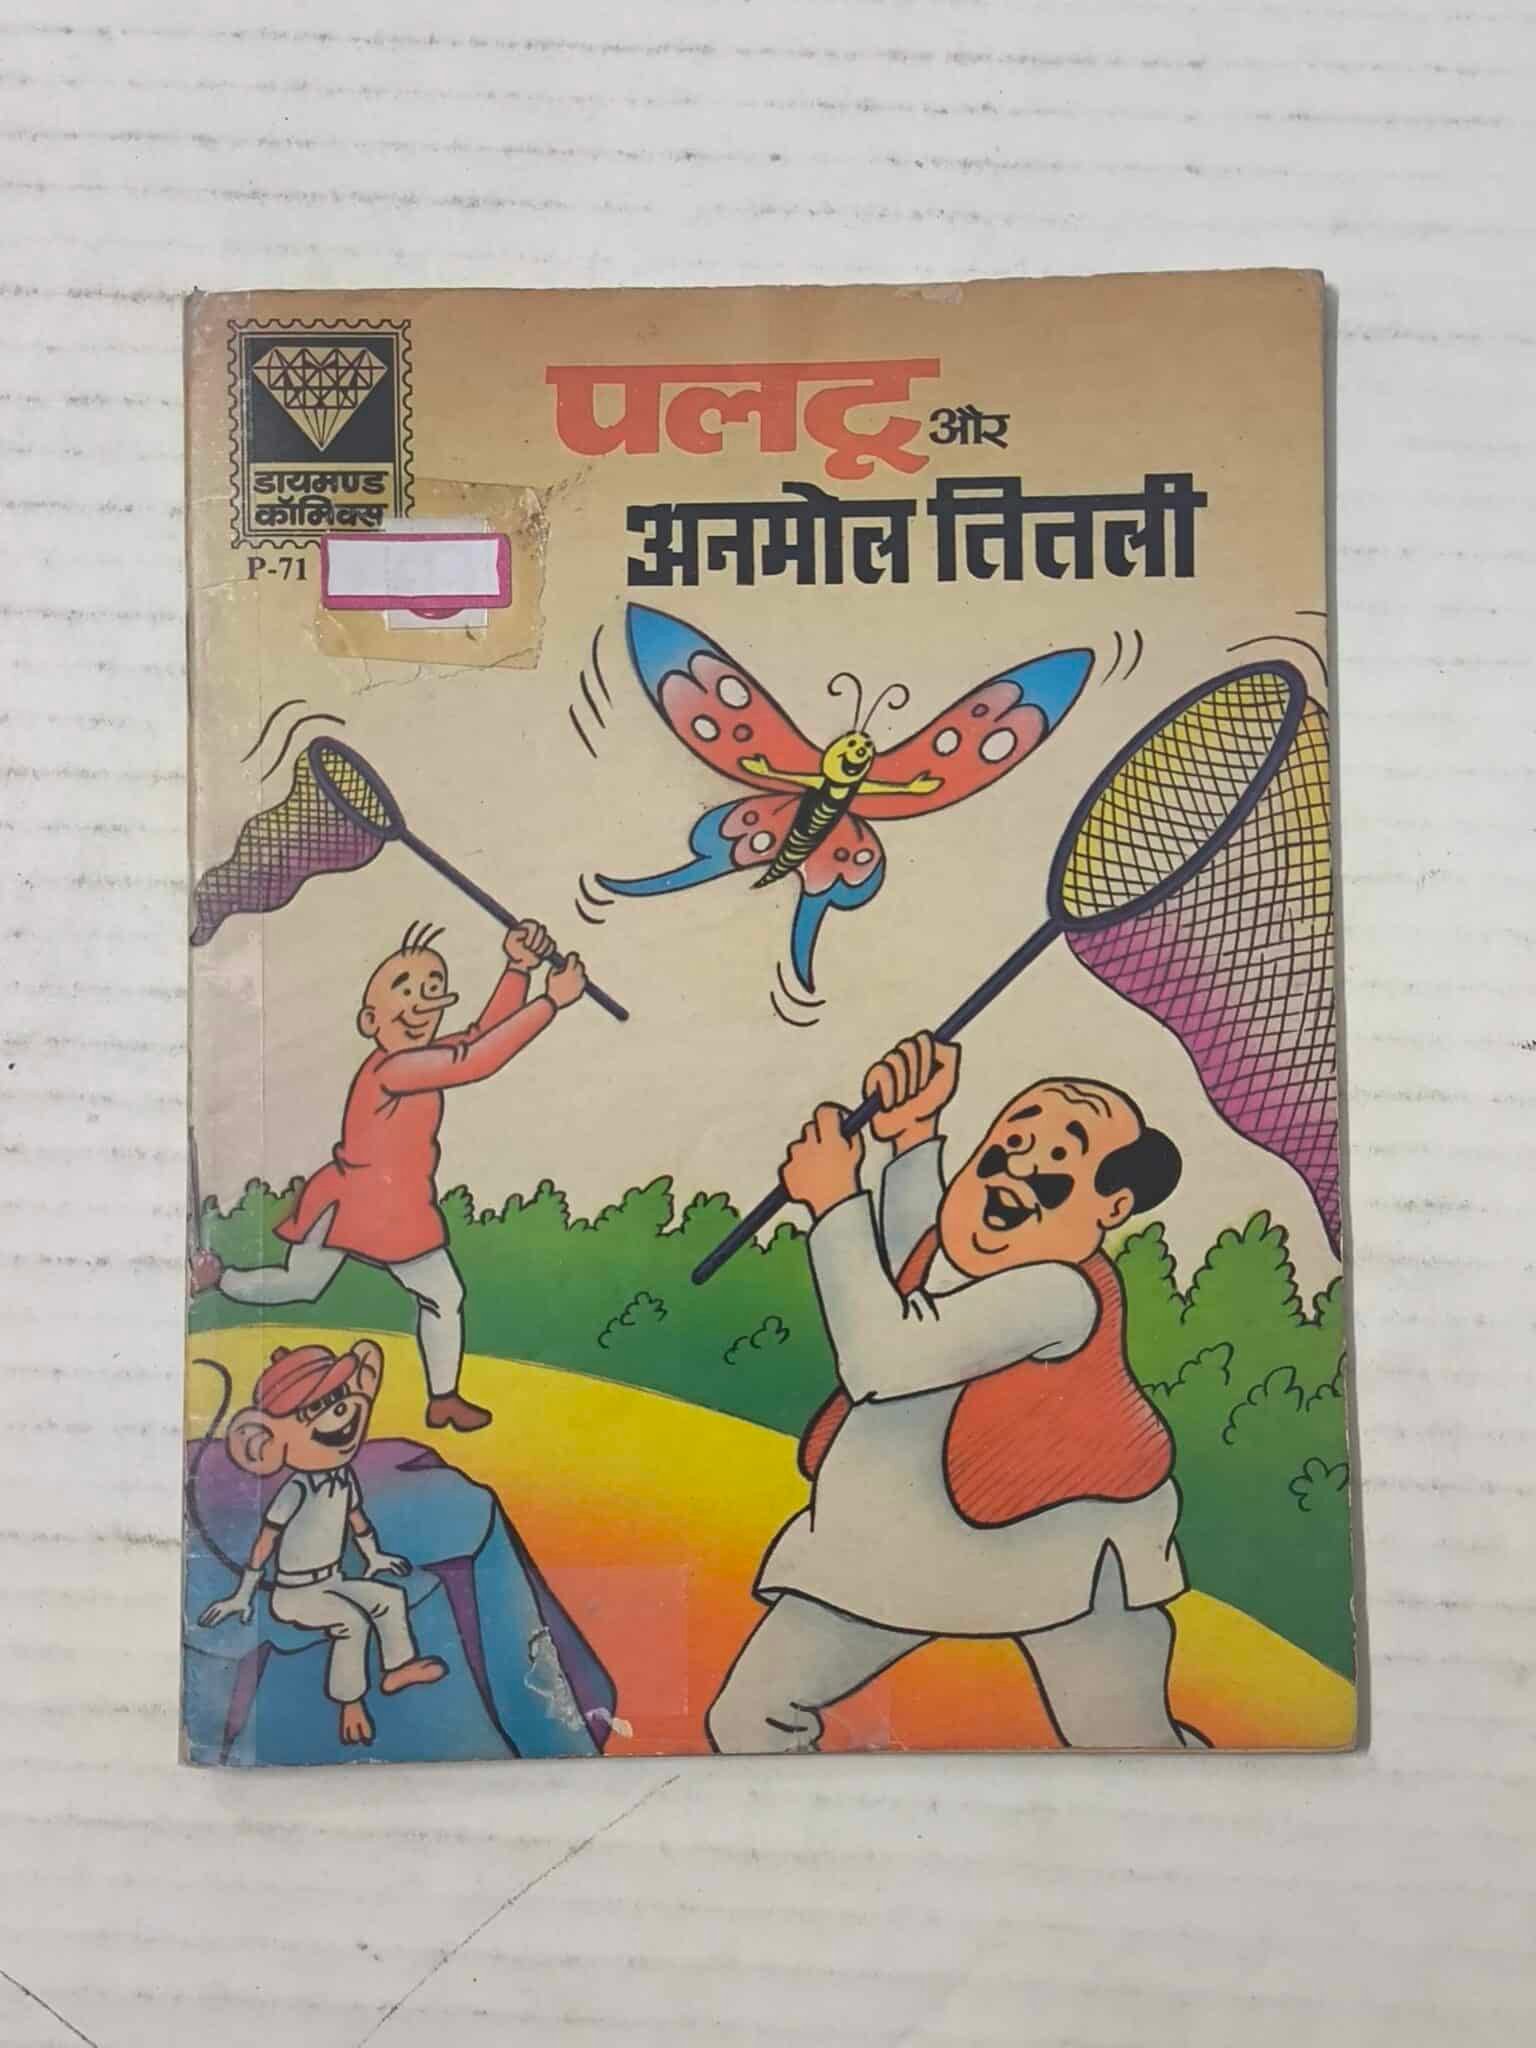 डायमण्ड
कॉमिक्स
P-71
पलटू और
अनमोल तितली